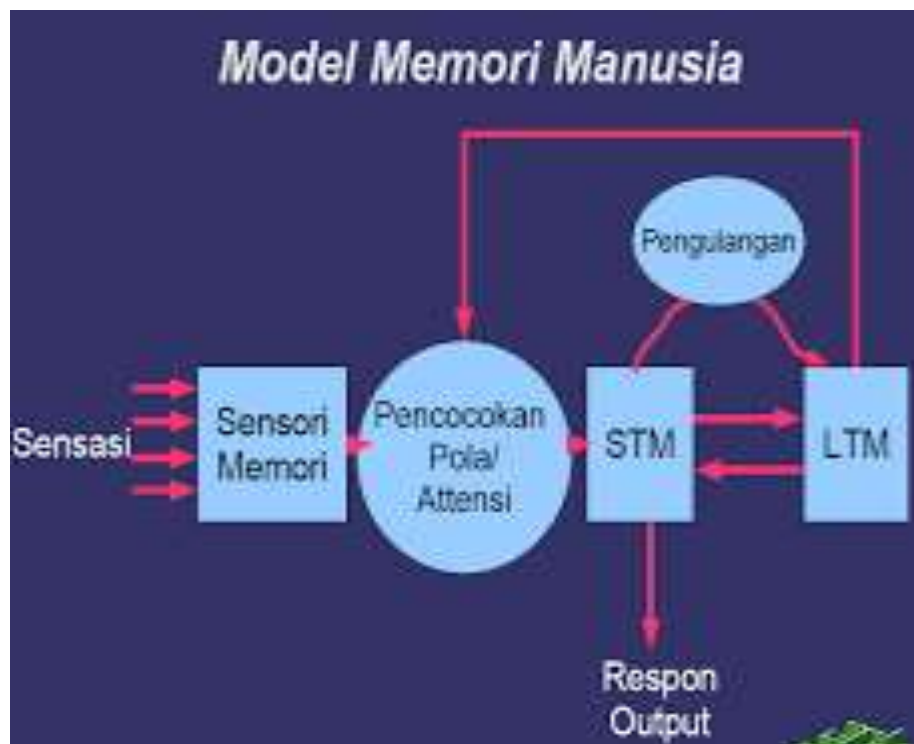 Model Memori Manusia
Pengulangan
Sensasi
Sensori
Memori
Pencocokan
Pola/
Attensi
STM
LTM
Respon
Output